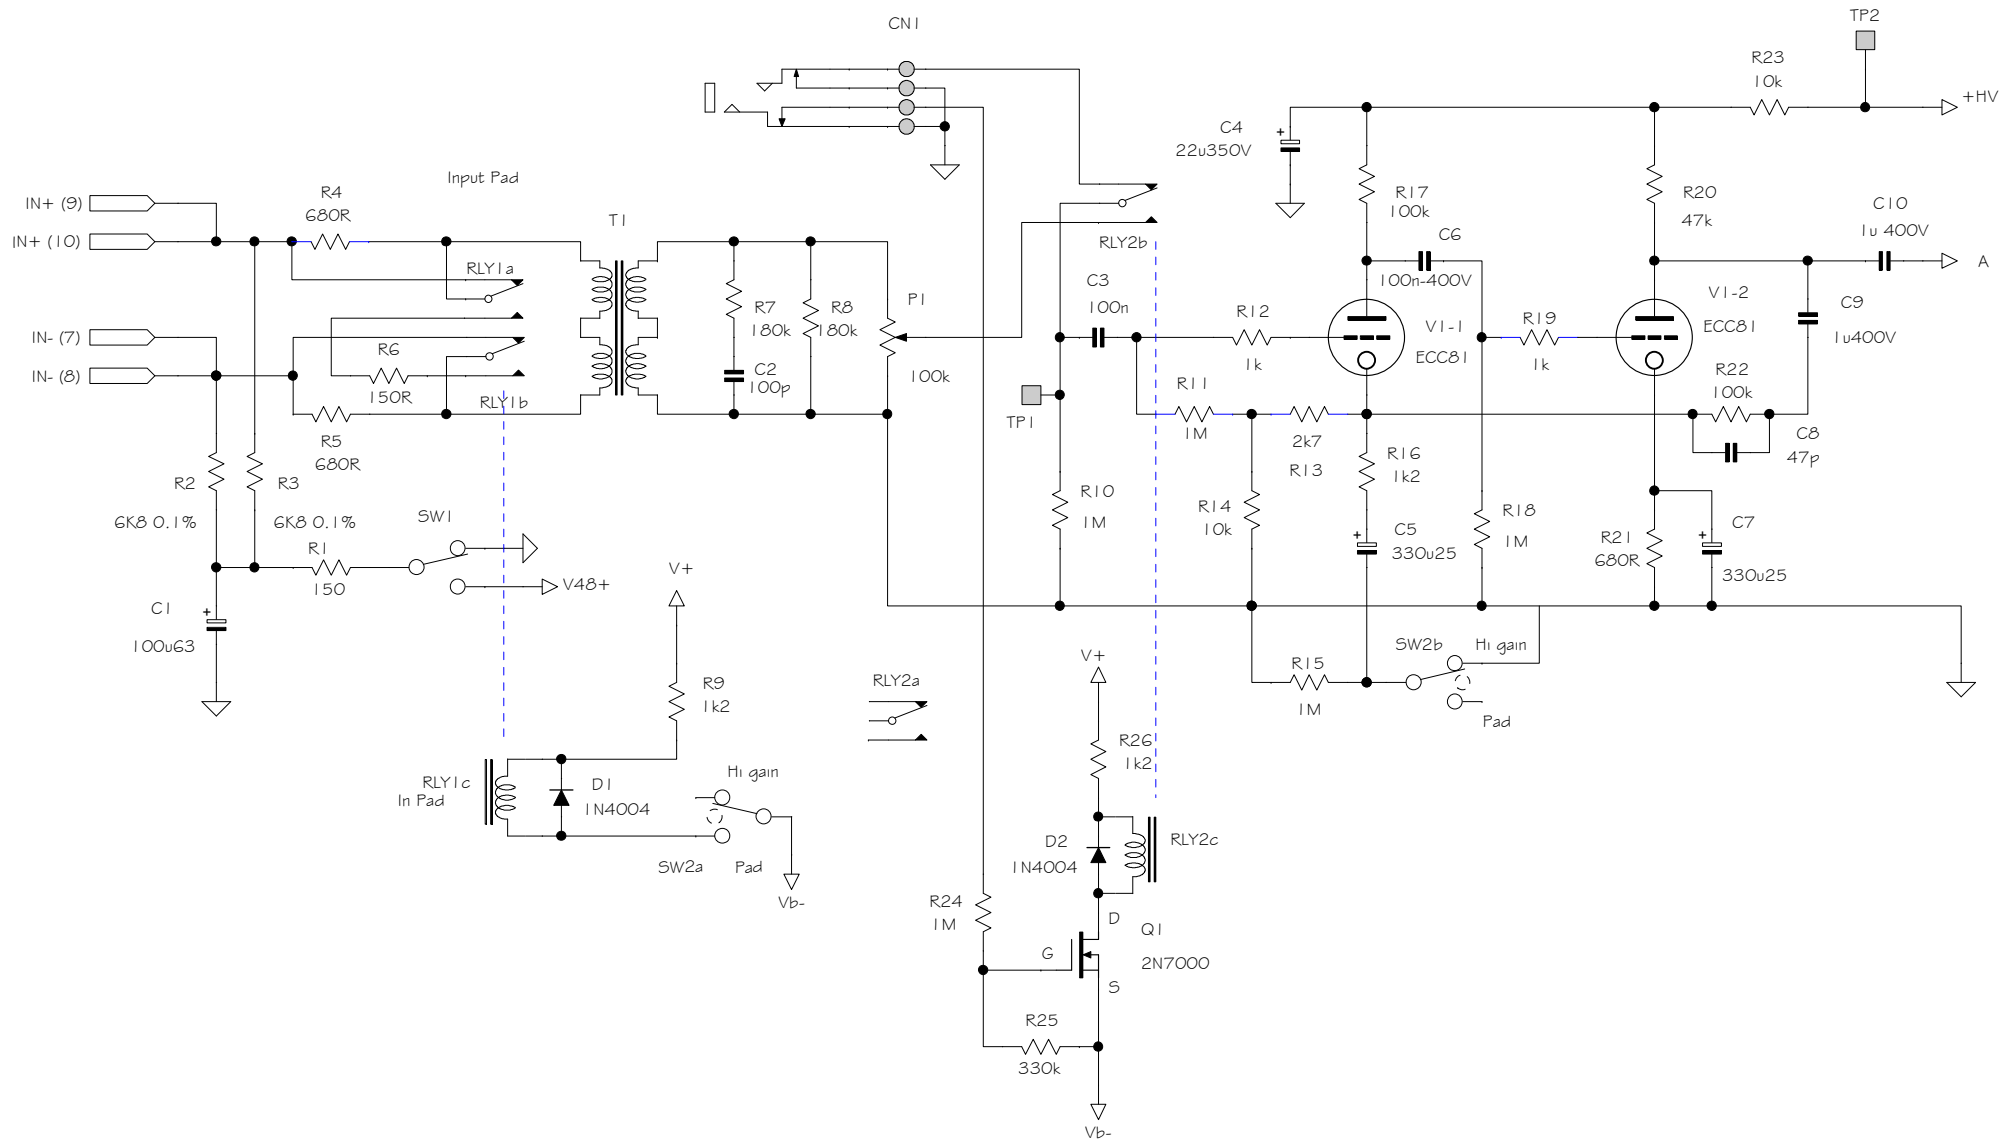 CN1
TP2
R23
10k
+HV
C4
22u350V
+
Input Pad
IN+ (9)
R4
680R
T1
R17
100k
R20
47k
C10
1u 400V
IN+ (10)
RLY2b
C6
A
RLY1a
C3
100n
100n-400V
P1
R7
180k
R8
180k
R12
1k
V1-1
ECC81
R19
1k
V1-2
ECC81
C9
1u400V
IN- (7)
R6
150R
C2
100p
100k
IN- (8)
R11
1M
R22
100k
RLY1b
TP1
2k7
R13
C8
47p
R5
680R
R16
1k2
R2
R3
R10
1M
R14
10k
R18
1M
6K8 0.1%
6K8 0.1%
SW1
+
C5
330u25
R21
680R
+
C7
330u25
R1
150
V48+
V+
C1
+
100u63
V+
R15
1M
SW2b
Hi gain
Pad
R9
1k2
RLY2a
R26
1k2
RLY1c
In Pad
D1
1N4004
Hi gain
D2
1N4004
RLY2c
SW2a
Pad
Vb-
R24
1M
D
Q1
G
2N7000
S
R25
330k
Vb-